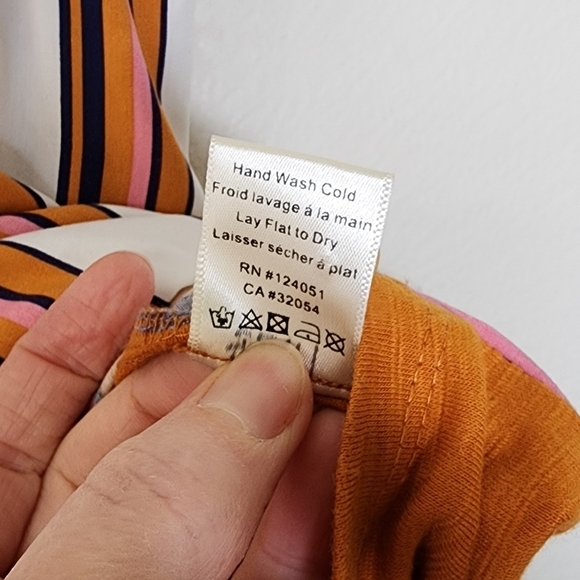 Hand Wash Cold
Froid lavage á la main
Lay Flat to Dry
Laisser sécher á plat
RN #124051
CA #32054